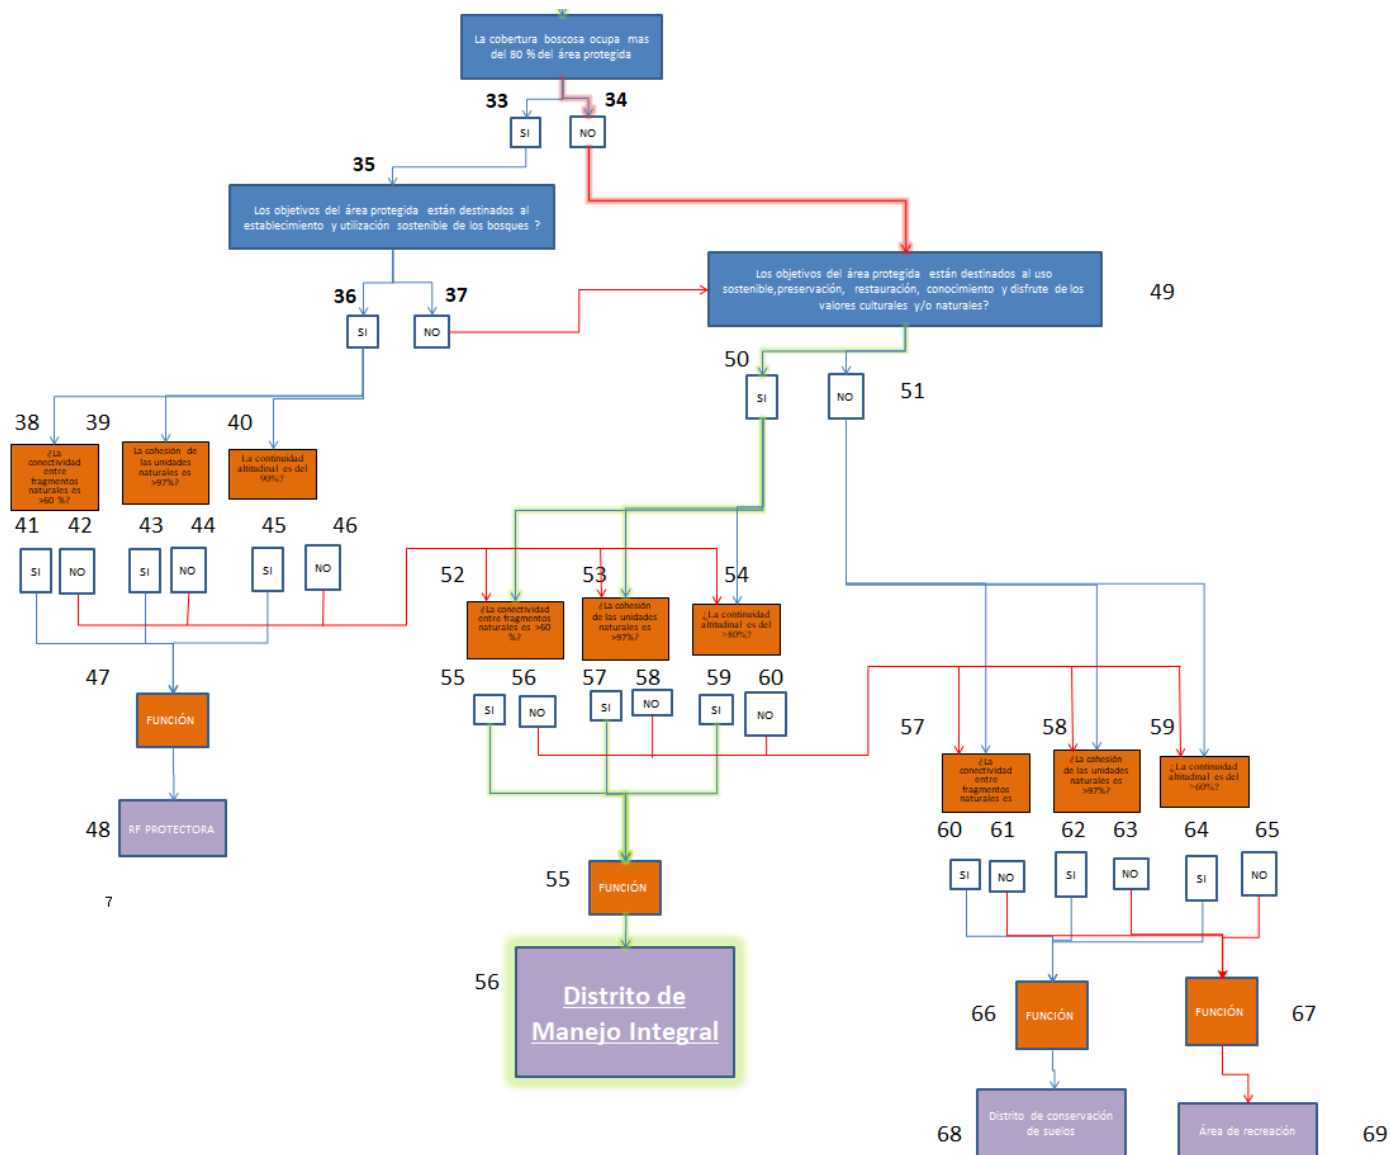 La cobertura boscosa ocupa mas
del 80 % del área protegida
33
34
SI
NO
35
Los objetivos del área protegida están destinados al
establecimiento y utilización sostenible de los bosques ?
Los objetivos del área protegida están destinados al uso
sostenible,preservación, restauración, conocimiento y disfrute de los
valores culturales y/o naturales?
49
36
37
SI
NO
50
51
SI
NO
38
39
40
¿La
conectividad
entre
fragmentos
naturales es
>60 %?
La cohesión de
las unidades
naturales es
>97%?
La continuidad
altitudinal es del
90%?
41
42
43
44
45
46
SI
NO
SI
NO
SI
NO
52
53
54
¿La conectividad
entre fragmentos
naturales es >60
%?
¿La cohesión
de las unidades
naturales es
>97%?
¿La continuidad
altitudinal es del
>80%?
47
55
56
57
58
59
60
SI
NO
SI
NO
SI
NO
FUNCIÓN
57
58
59
¿La
conectividad
entre
fragmentos
naturales es
¿La cohesión
de las unidades
naturales es
>97%?
¿La continuidad
altitudinal es del
>60%?
48
RF PROTECTORA
60
61
62
63
64
65
SI
NO
SI
NO
SI
NO
55
FUNCIÓN
7
56
Distrito de
Manejo Integral
66
FUNCIÓN
FUNCIÓN
67
68
Distrito de conservación
de suelos
Área de recreación
69